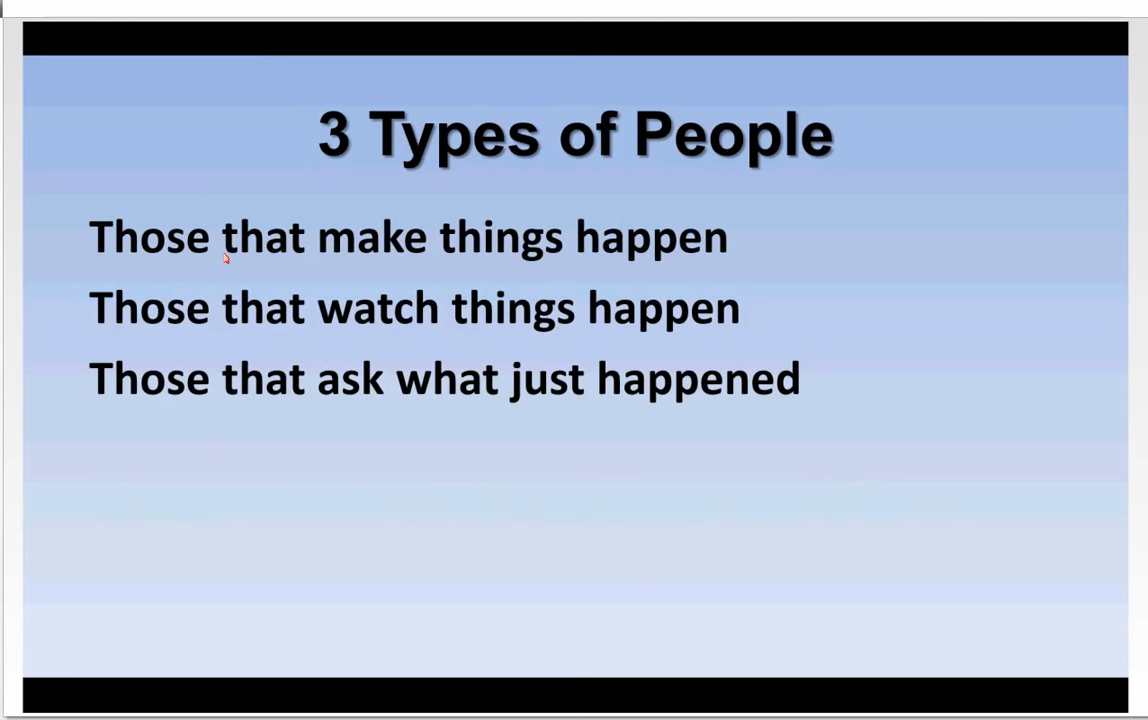 3 Types of People
Those that make things happen
Those that watch things happen
Those that ask what just happened